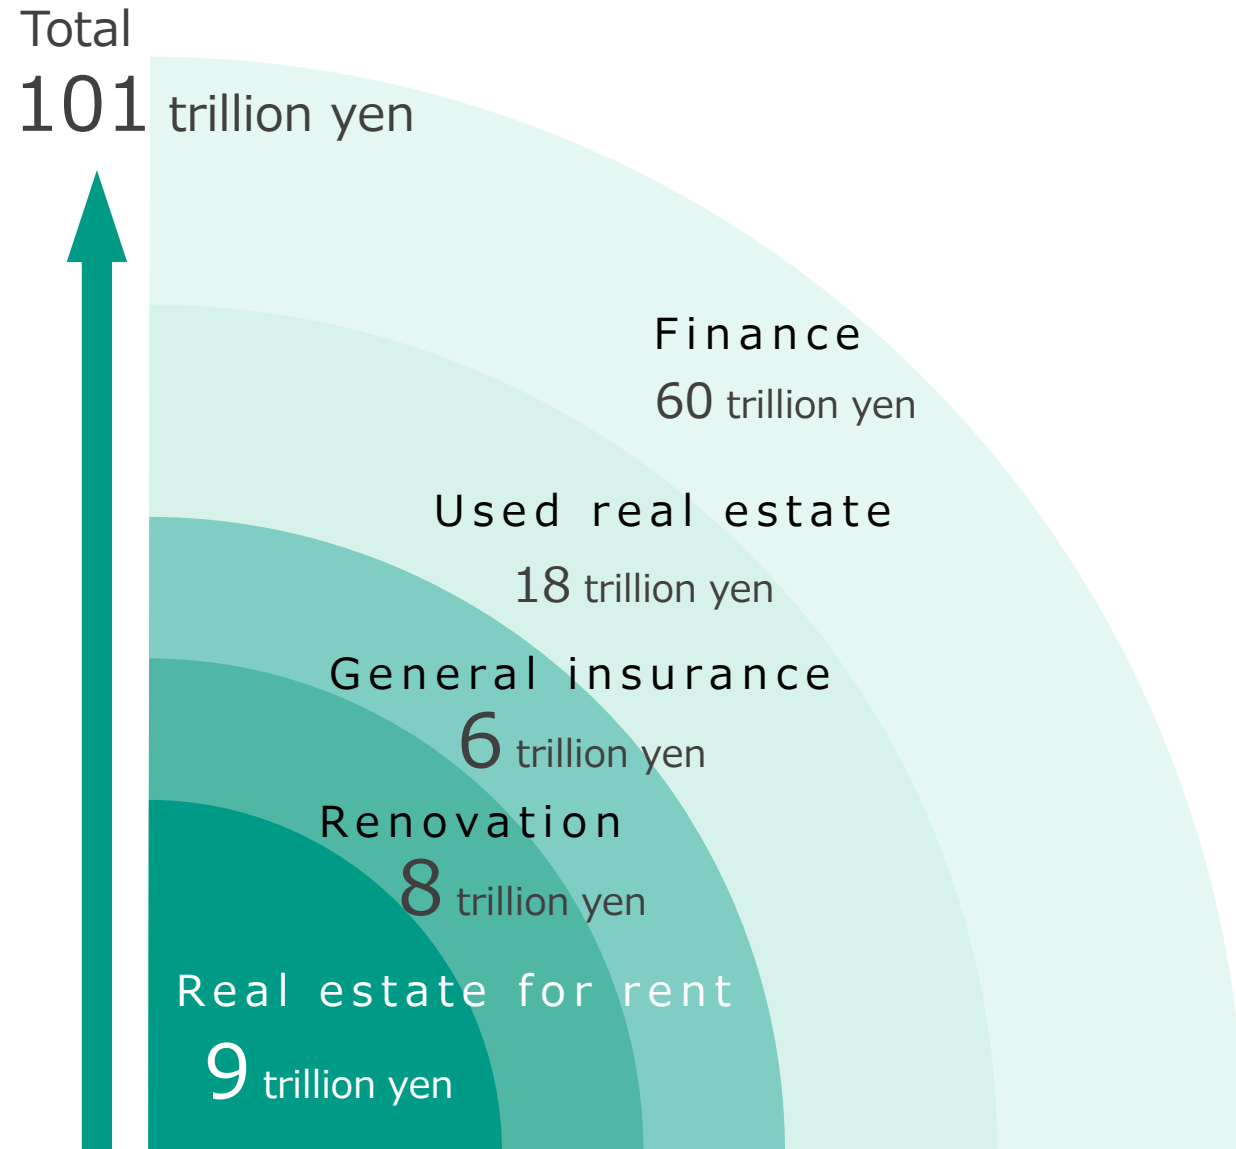 Total
101 trillion yen
Finance
60 trillion yen
Used real estate
18 trillion yen
General insurance
6 trillion yen
Renovation
8 trillion yen
Real estate for rent
9 trillion yen